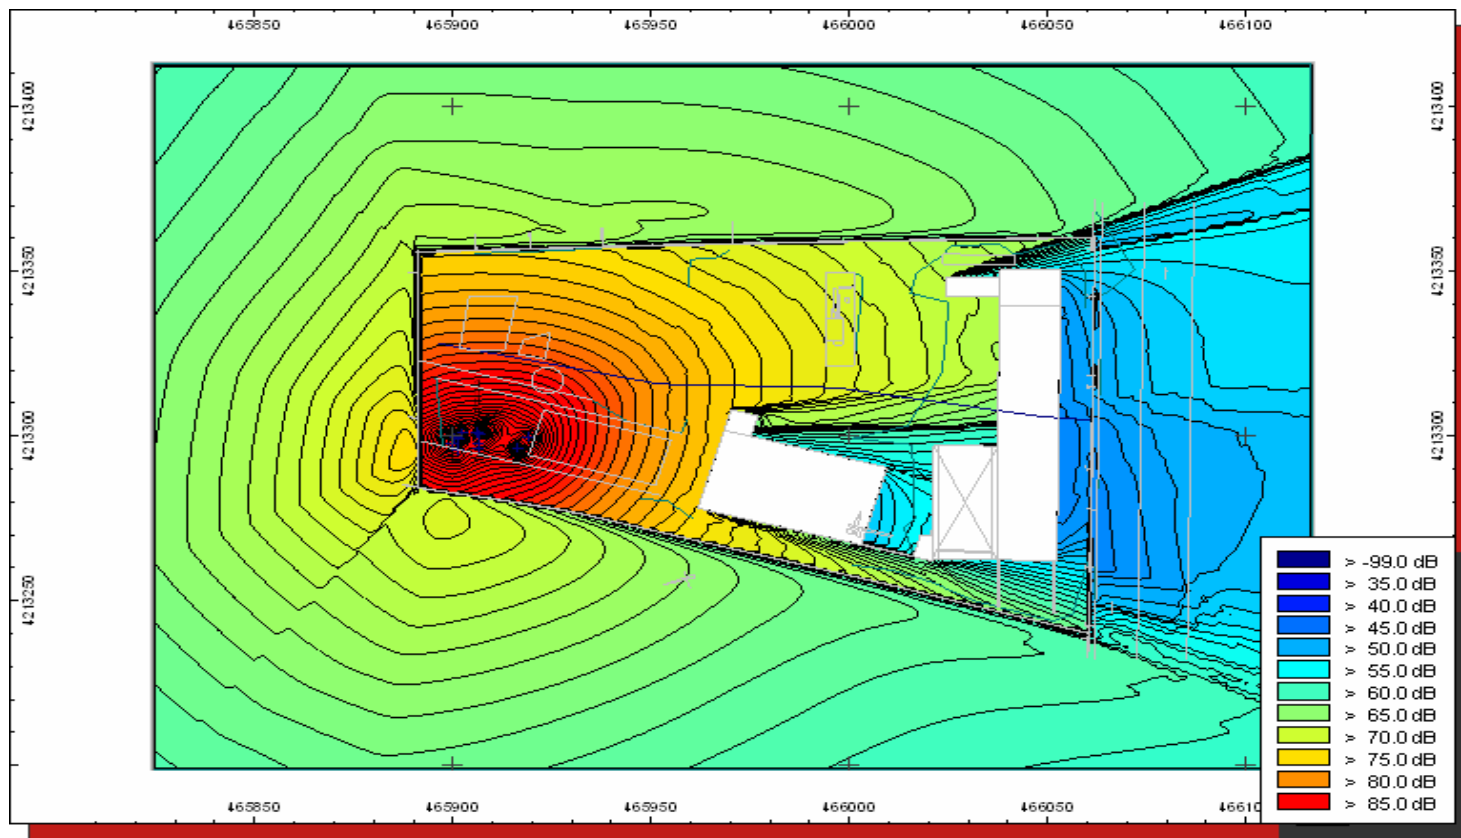 465850 465900 465950 466000 466050 466100
4213400 4213400
4213350 4213350
4213300 4213300
4213250
> -99.0 dB
> 35.0 dB
> 40.0 dB
> 45.0 dB
> 50.0 dB
> 55.0 dB
> 60.0 dB
> 65.0 dB
> 70.0 dB
> 75.0 dB
> 80.0 dB
> 85.0 dB
465850 465900 465950 466000 466050